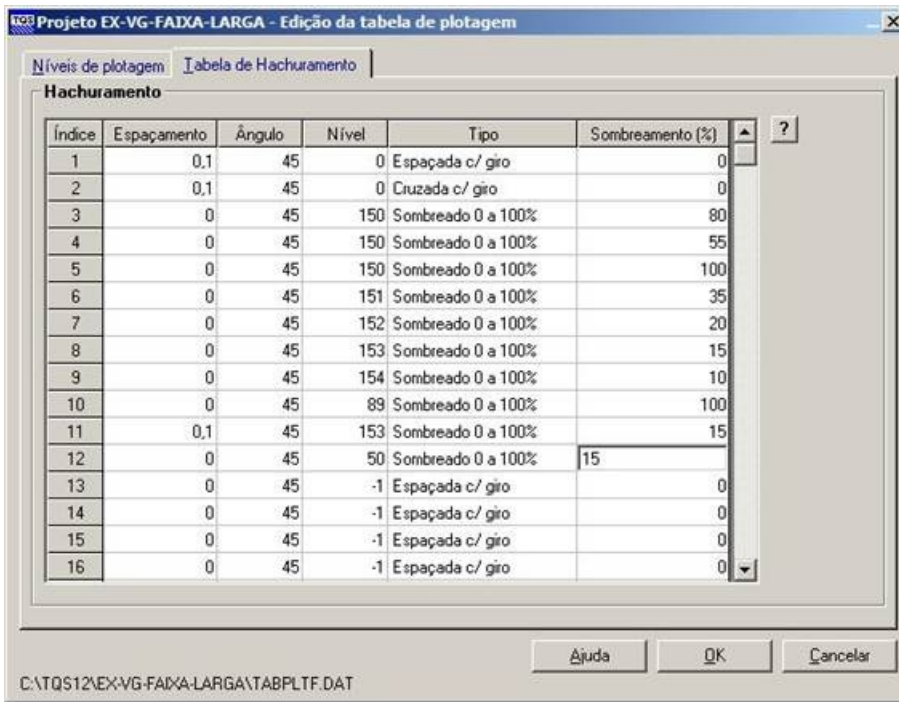 TQS Projeto EX-VG-FAIXA-LARGA - Edição da tabela de plotagem
Níveis de plotagem Tabela de Hachuramento
Hachuramento
Índice Espaçamento Ângulo Nível Tipo Sombreamento (%) ?
1 0,1 45 0 Espaçada c/ giro 0
2 0,1 45 0 Cruzada c/ giro 0
3 0 45 150 Sombreado 0 a 100% 80
4 0 45 150 Sombreado 0 a 100% 55
5 0 45 150 Sombreado 0 a 100% 100
6 0 45 151 Sombreado 0 a 100% 35
7 0 45 152 Sombreado 0 a 100% 20
8 0 45 153 Sombreado 0 a 100% 15
9 0 45 154 Sombreado 0 a 100% 10
10 0 45 89 Sombreado 0 a 100% 100
11 0,1 45 153 Sombreado 0 a 100% 15
12 0 45 50 Sombreado 0 a 100% 15
13 0 45 -1 Espaçada c/ giro 0
14 0 45 -1 Espaçada c/ giro 0
15 0 45 -1 Espaçada c/ giro 0
16 0 45 -1 Espaçada c/ giro 0
Ajuda OK Cancelar
C:\TQS12\EX-VG-FAIXA-LARGA\TABPLTF.DAT